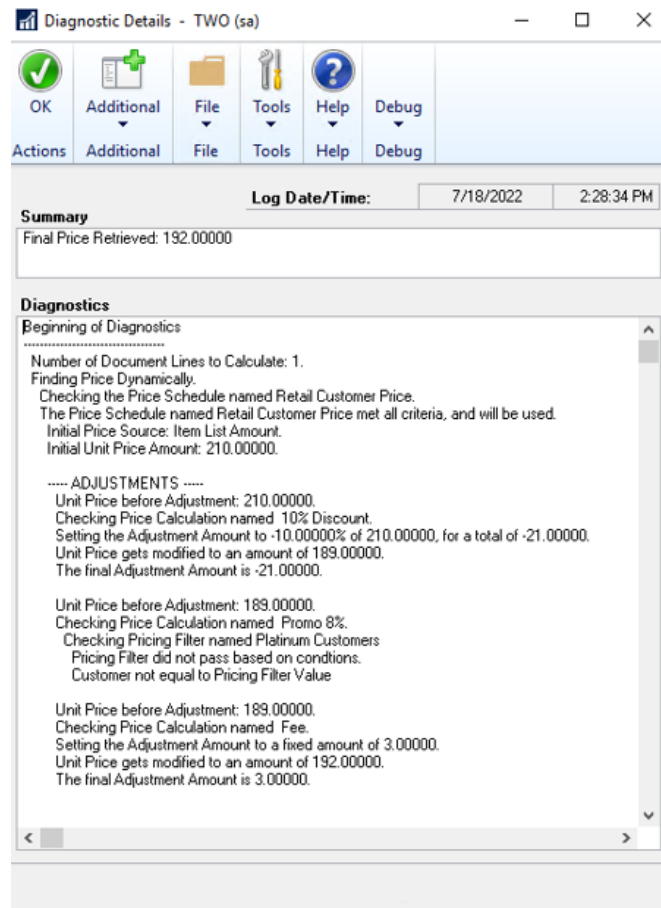 Diagnostic Details - TWO (sa)
OK Additional File Tools Help Debug
Actions Additional File Tools Help Debug
Log Date/Time: 7/18/2022 2:28:34 PM
Summary
Final Price Retrieved: 192.00000
Diagnostics
Beginning of Diagnostics
------------------------------------
Number of Document Lines to Calculate: 1.
Finding Price Dynamically.
Checking the Price Schedule named Retail Customer Price.
The Price Schedule named Retail Customer Price met all criteria, and will be used.
Initial Price Source: Item List Amount.
Initial Unit Price Amount: 210.00000.
----- ADJUSTMENTS -----
Unit Price before Adjustment: 210.00000.
Checking Price Calculation named 10% Discount.
Setting the Adjustment Amount to -10.00000% of 210.00000, for a total of -21.00000.
Unit Price gets modified to an amount of 189.00000.
The final Adjustment Amount is -21.00000.
Unit Price before Adjustment: 189.00000.
Checking Price Calculation named Promo 8%.
Checking Pricing Filter named Platinum Customers
Pricing Filter did not pass based on condtions.
Customer not equal to Pricing Filter Value
Unit Price before Adjustment: 189.00000.
Checking Price Calculation named Fee.
Setting the Adjustment Amount to a fixed amount of 3.00000.
Unit Price gets modified to an amount of 192.00000.
The final Adjustment Amount is 3.00000.